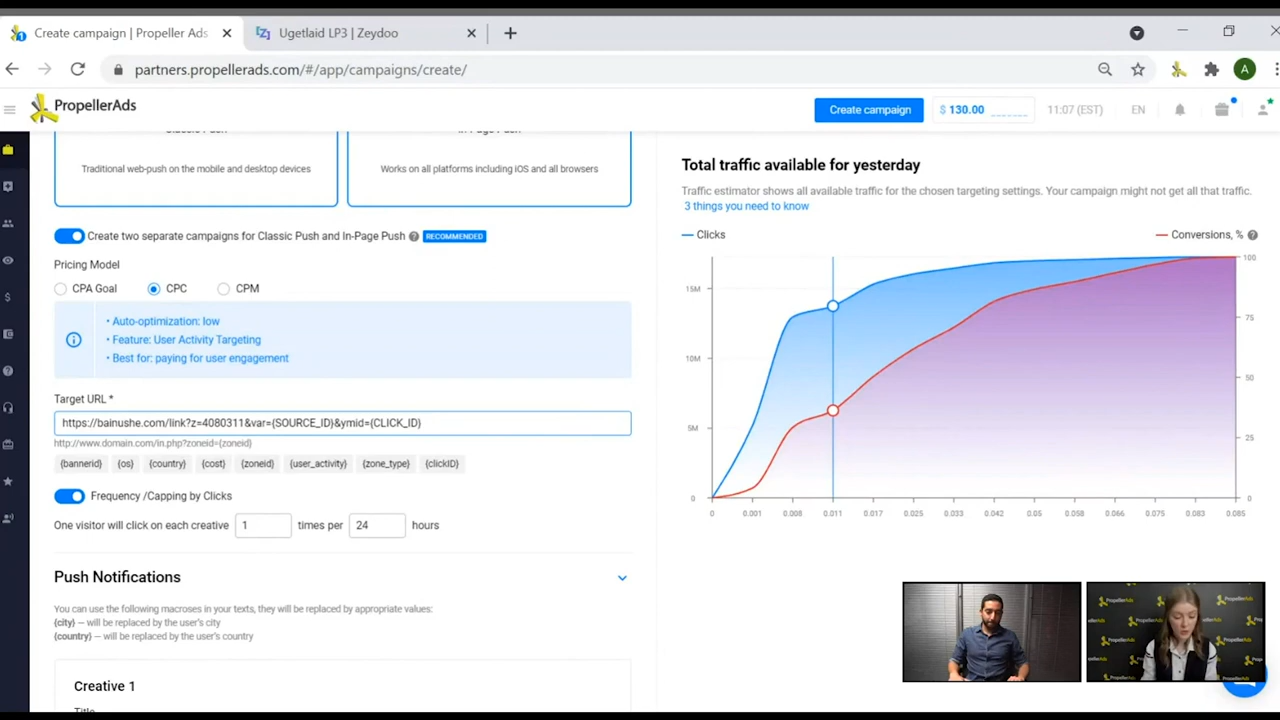 Create campaign | Propeller Ads
Ugetlaid LP3 | Zeydoo
partners.propellerads.com/#/app/campaigns/create/
A
PropellerAds
Create campaign
$ 130.00
11:07 (EST)
EN
Classic Push
In-Page Push
Traditional web-push on the mobile and desktop devices
Works on all platforms including iOS and all browsers
Create two separate campaigns for Classic Push and In-Page Push
RECOMMENDED
Pricing Model
CPA Goal
CPC
CPM
• Auto-optimization: low
• Feature: User Activity Targeting
• Best for: paying for user engagement
Target URL *
https://bainushe.com/link?z=4080311&var={SOURCE_ID}&ymid={CLICK_ID}
http://www.domain.com/in.php?zoneid={zoneid}
{bannerid} {os} {country} {cost} {zoneid} {user_activity} {zone_type} {clickID}
Frequency /Capping by Clicks
One visitor will click on each creative 1 times per 24 hours
Push Notifications
You can use the following macroses in your texts, they will be replaced by appropriate values:
{city} — will be replaced by the user's city
{country} — will be replaced by the user's country
Creative 1
Title
Total traffic available for yesterday
Traffic estimator shows all available traffic for the chosen targeting settings. Your campaign might not get all that traffic.
3 things you need to know
Clicks
Conversions, %
15M
10M
5M
0
100
75
50
25
0
0 0.001 0.008 0.011 0.017 0.025 0.033 0.042 0.05 0.058 0.066 0.075 0.083 0.085
PropellerAds
PropellerAds